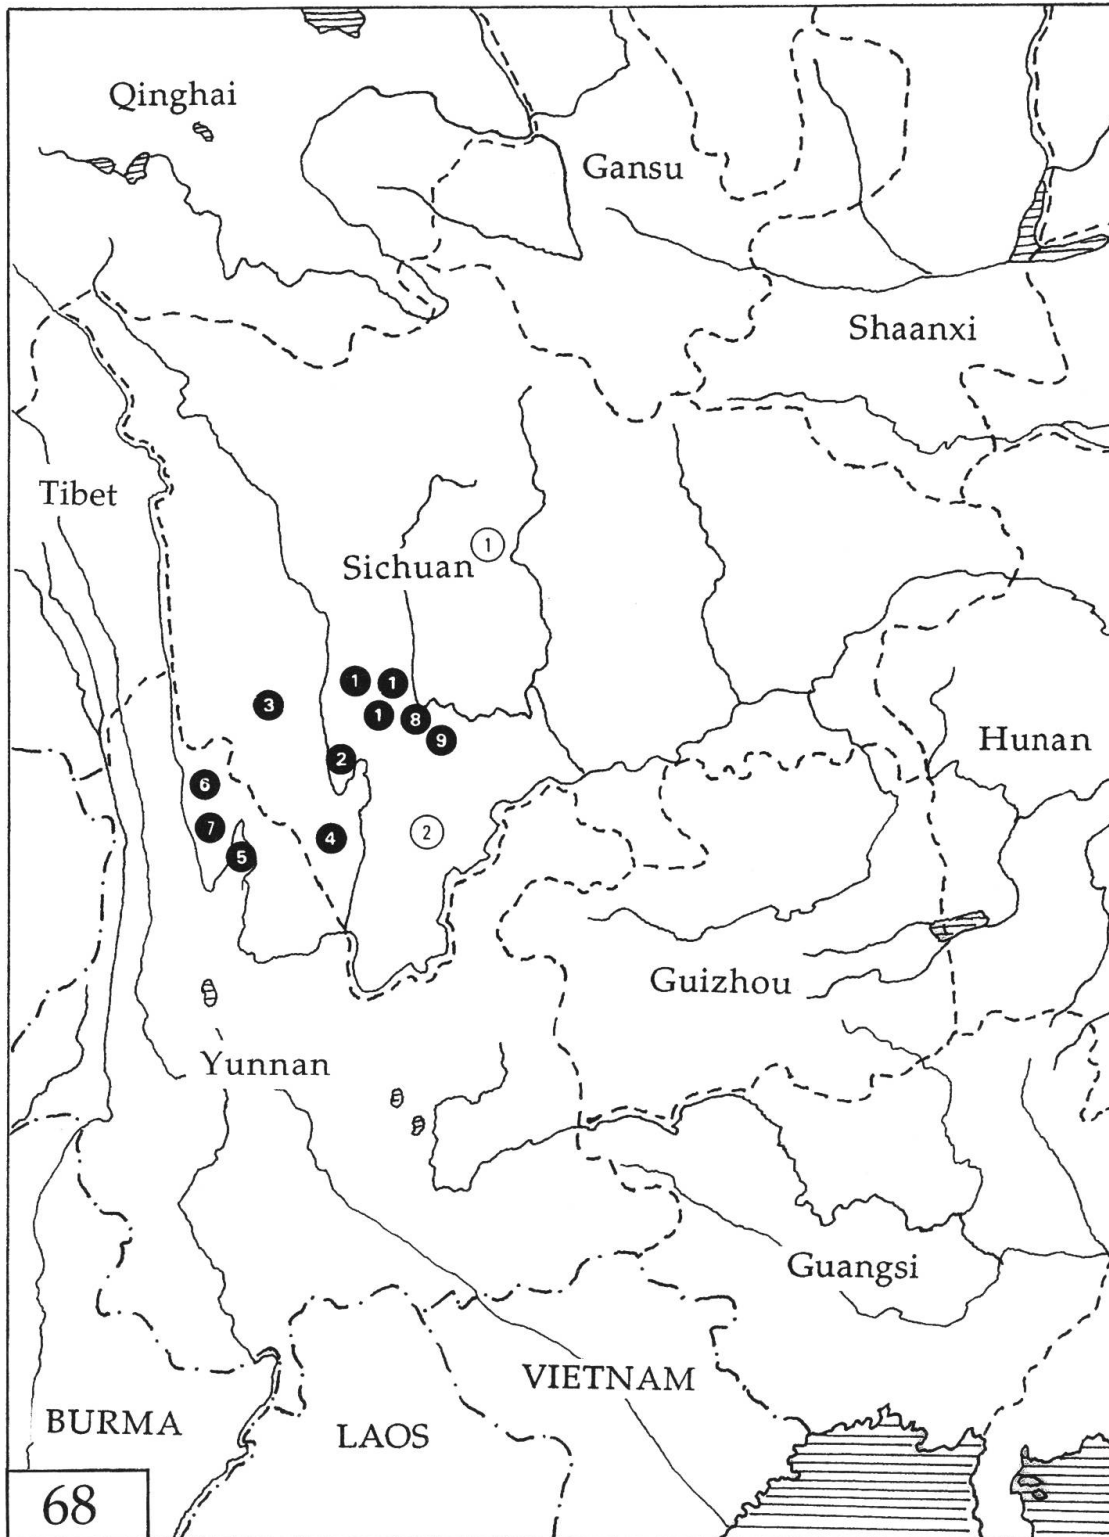 Qinghai
Gansu
Shaanxi
Tibet
1
Sichuan
1 1
3
1 8
9
Hunan
2
6
7 4 2
5
Guizhou
Yunnan
Guangsi
VIETNAM
BURMA
LAOS
68